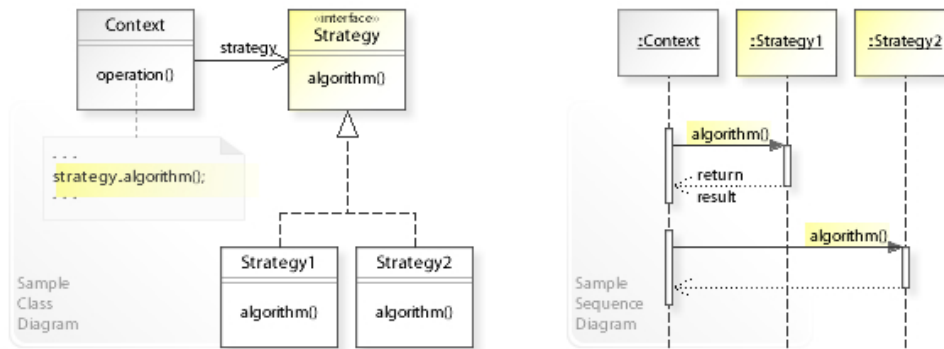 Context
operation()
strategy
«interface»
Strategy
algorithm()
- - -
strategy.algorithm();
- - -
Strategy1
algorithm()
Strategy2
algorithm()
Sample
Class
Diagram
:Context
:Strategy1
:Strategy2
algorithm()
return
result
algorithm()
Sample
Sequence
Diagram